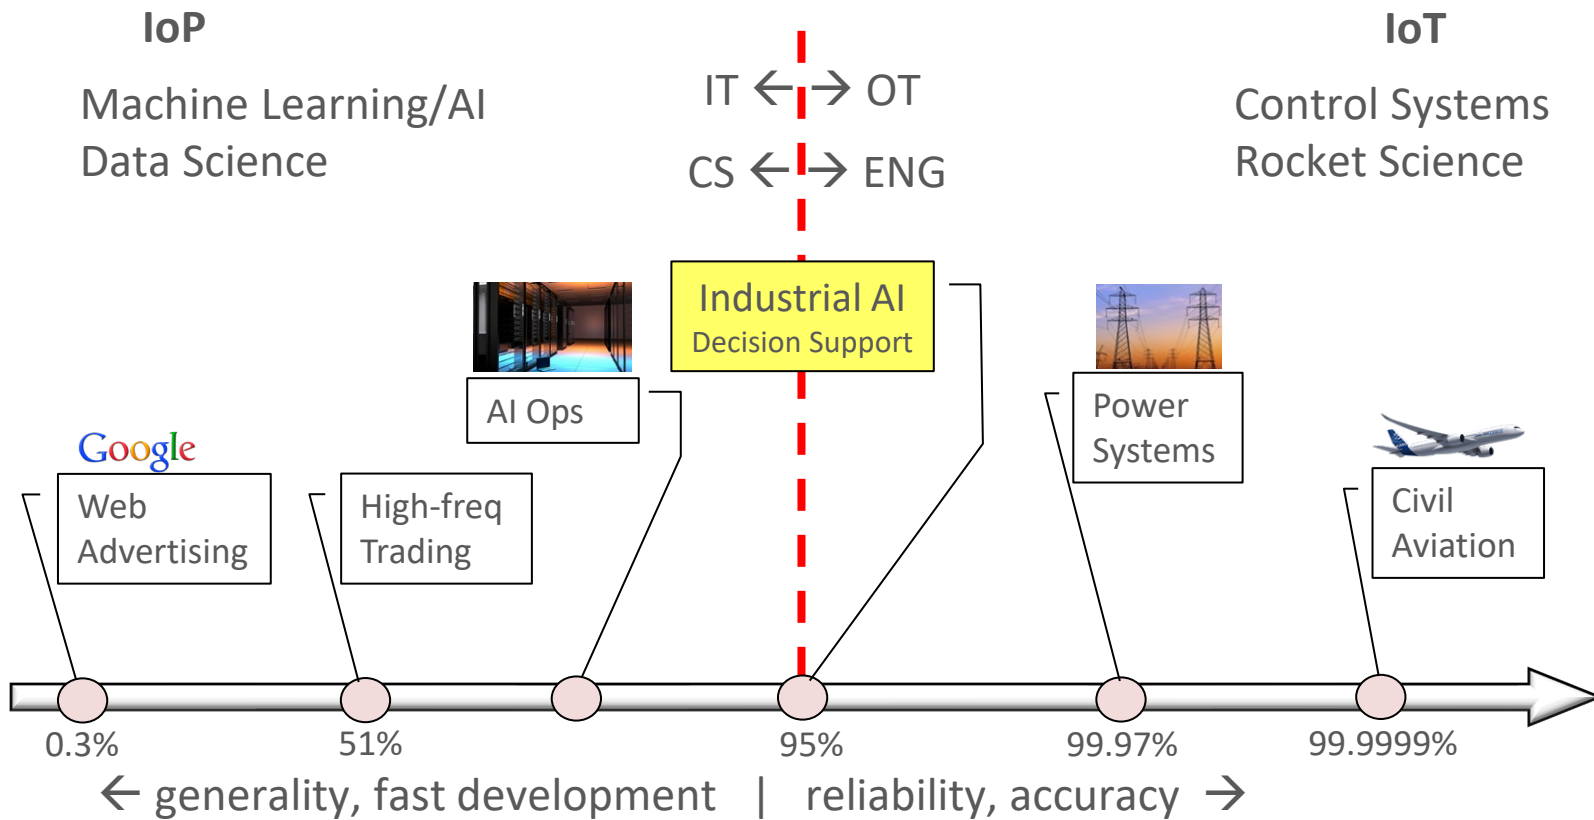 IoP
IoT
Machine Learning/AI
Data Science
IT ← → OT
CS ← → ENG
Control Systems
Rocket Science
Industrial AI
Decision Support
AI Ops
Power
Systems
Google
Web
Advertising
High-freq
Trading
Civil
Aviation
0.3%
51%
95%
99.97%
99.9999%
← generality, fast development | reliability, accuracy →